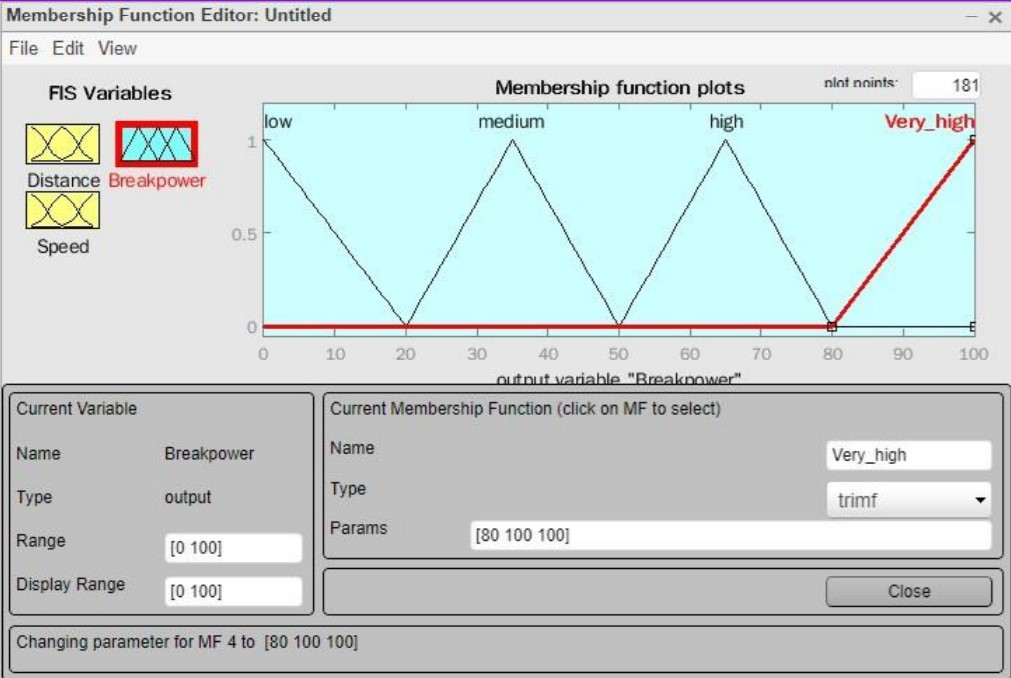 Membership Function Editor: Untitled
File Edit View
FIS Variables
Membership function plots
plot points:
181
low
medium
high
Very_high
1
0.5
0
Distance
Breakpower
Speed
0 10 20 30 40 50 60 70 80 90 100
output variable "Breakpower"
Current Variable
Name Breakpower
Type output
Range [0 100]
Display Range [0 100]
Current Membership Function (click on MF to select)
Name Very_high
Type trimf
Params [80 100 100]
Close
Changing parameter for MF 4 to [80 100 100]